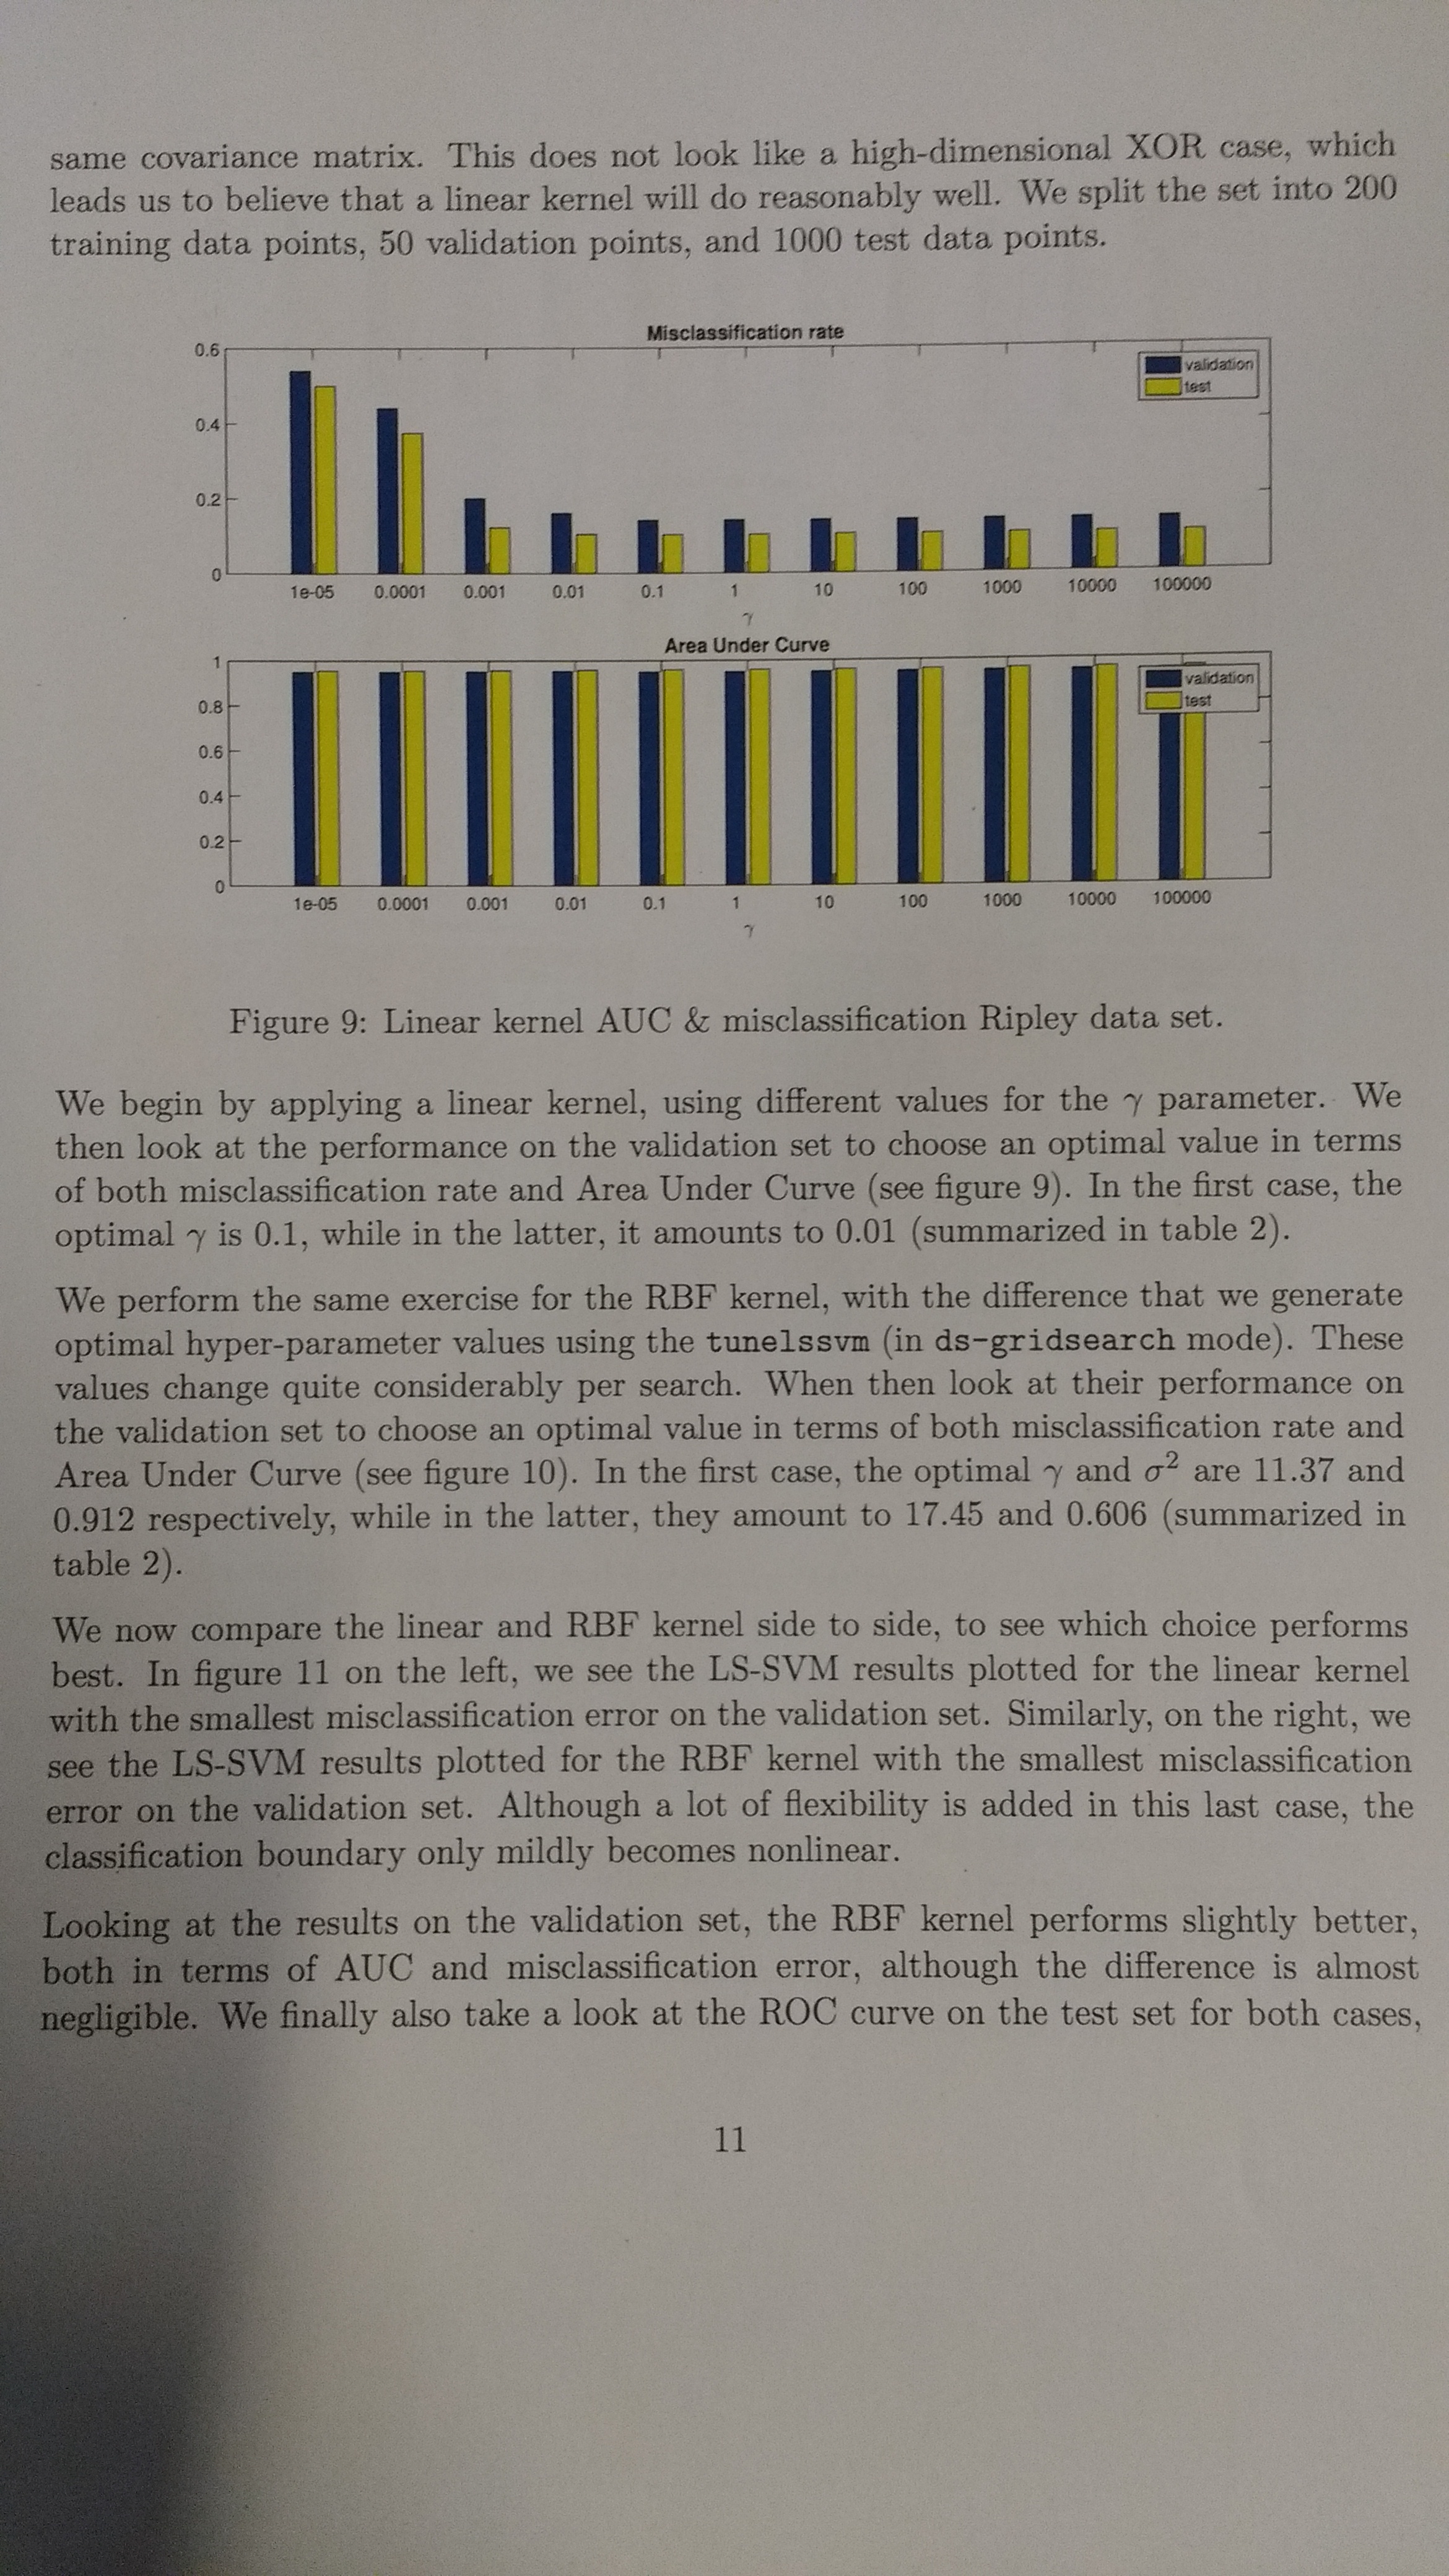 same covariance matrix. This does not look like a high-dimensional XOR case, which
leads us to believe that a linear kernel will do reasonably well. We split the set into 200
training data points, 50 validation points, and 1000 test data points.
Misclassification rate
0.6
0.4
0.2
0
validation
test
1e-05 0.0001 0.001 0.01 0.1 1 10 100 1000 10000 100000
γ
Area Under Curve
1
0.8
0.6
0.4
0.2
0
validation
test
1e-05 0.0001 0.001 0.01 0.1 1 10 100 1000 10000 100000
γ
Figure 9: Linear kernel AUC & misclassification Ripley data set.
We begin by applying a linear kernel, using different values for the γ parameter. We
then look at the performance on the validation set to choose an optimal value in terms
of both misclassification rate and Area Under Curve (see figure 9). In the first case, the
optimal γ is 0.1, while in the latter, it amounts to 0.01 (summarized in table 2).
We perform the same exercise for the RBF kernel, with the difference that we generate
optimal hyper-parameter values using the tunelssvm (in ds-gridsearch mode). These
values change quite considerably per search. When then look at their performance on
the validation set to choose an optimal value in terms of both misclassification rate and
Area Under Curve (see figure 10). In the first case, the optimal γ and σ² are 11.37 and
0.912 respectively, while in the latter, they amount to 17.45 and 0.606 (summarized in
table 2).
We now compare the linear and RBF kernel side to side, to see which choice performs
best. In figure 11 on the left, we see the LS-SVM results plotted for the linear kernel
with the smallest misclassification error on the validation set. Similarly, on the right, we
see the LS-SVM results plotted for the RBF kernel with the smallest misclassification
error on the validation set. Although a lot of flexibility is added in this last case, the
classification boundary only mildly becomes nonlinear.
Looking at the results on the validation set, the RBF kernel performs slightly better,
both in terms of AUC and misclassification error, although the difference is almost
negligible. We finally also take a look at the ROC curve on the test set for both cases,
11